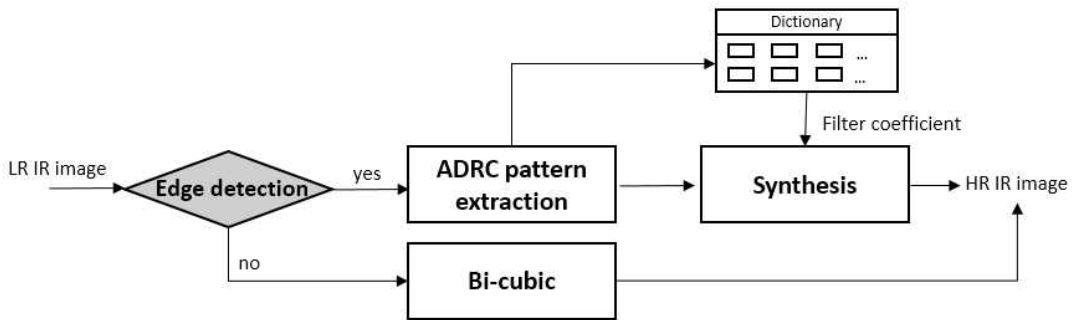 Dictionary
...
...
Filter coefficient
LR IR image
Edge detection
yes
ADRC pattern
extraction
Synthesis
HR IR image
no
Bi-cubic